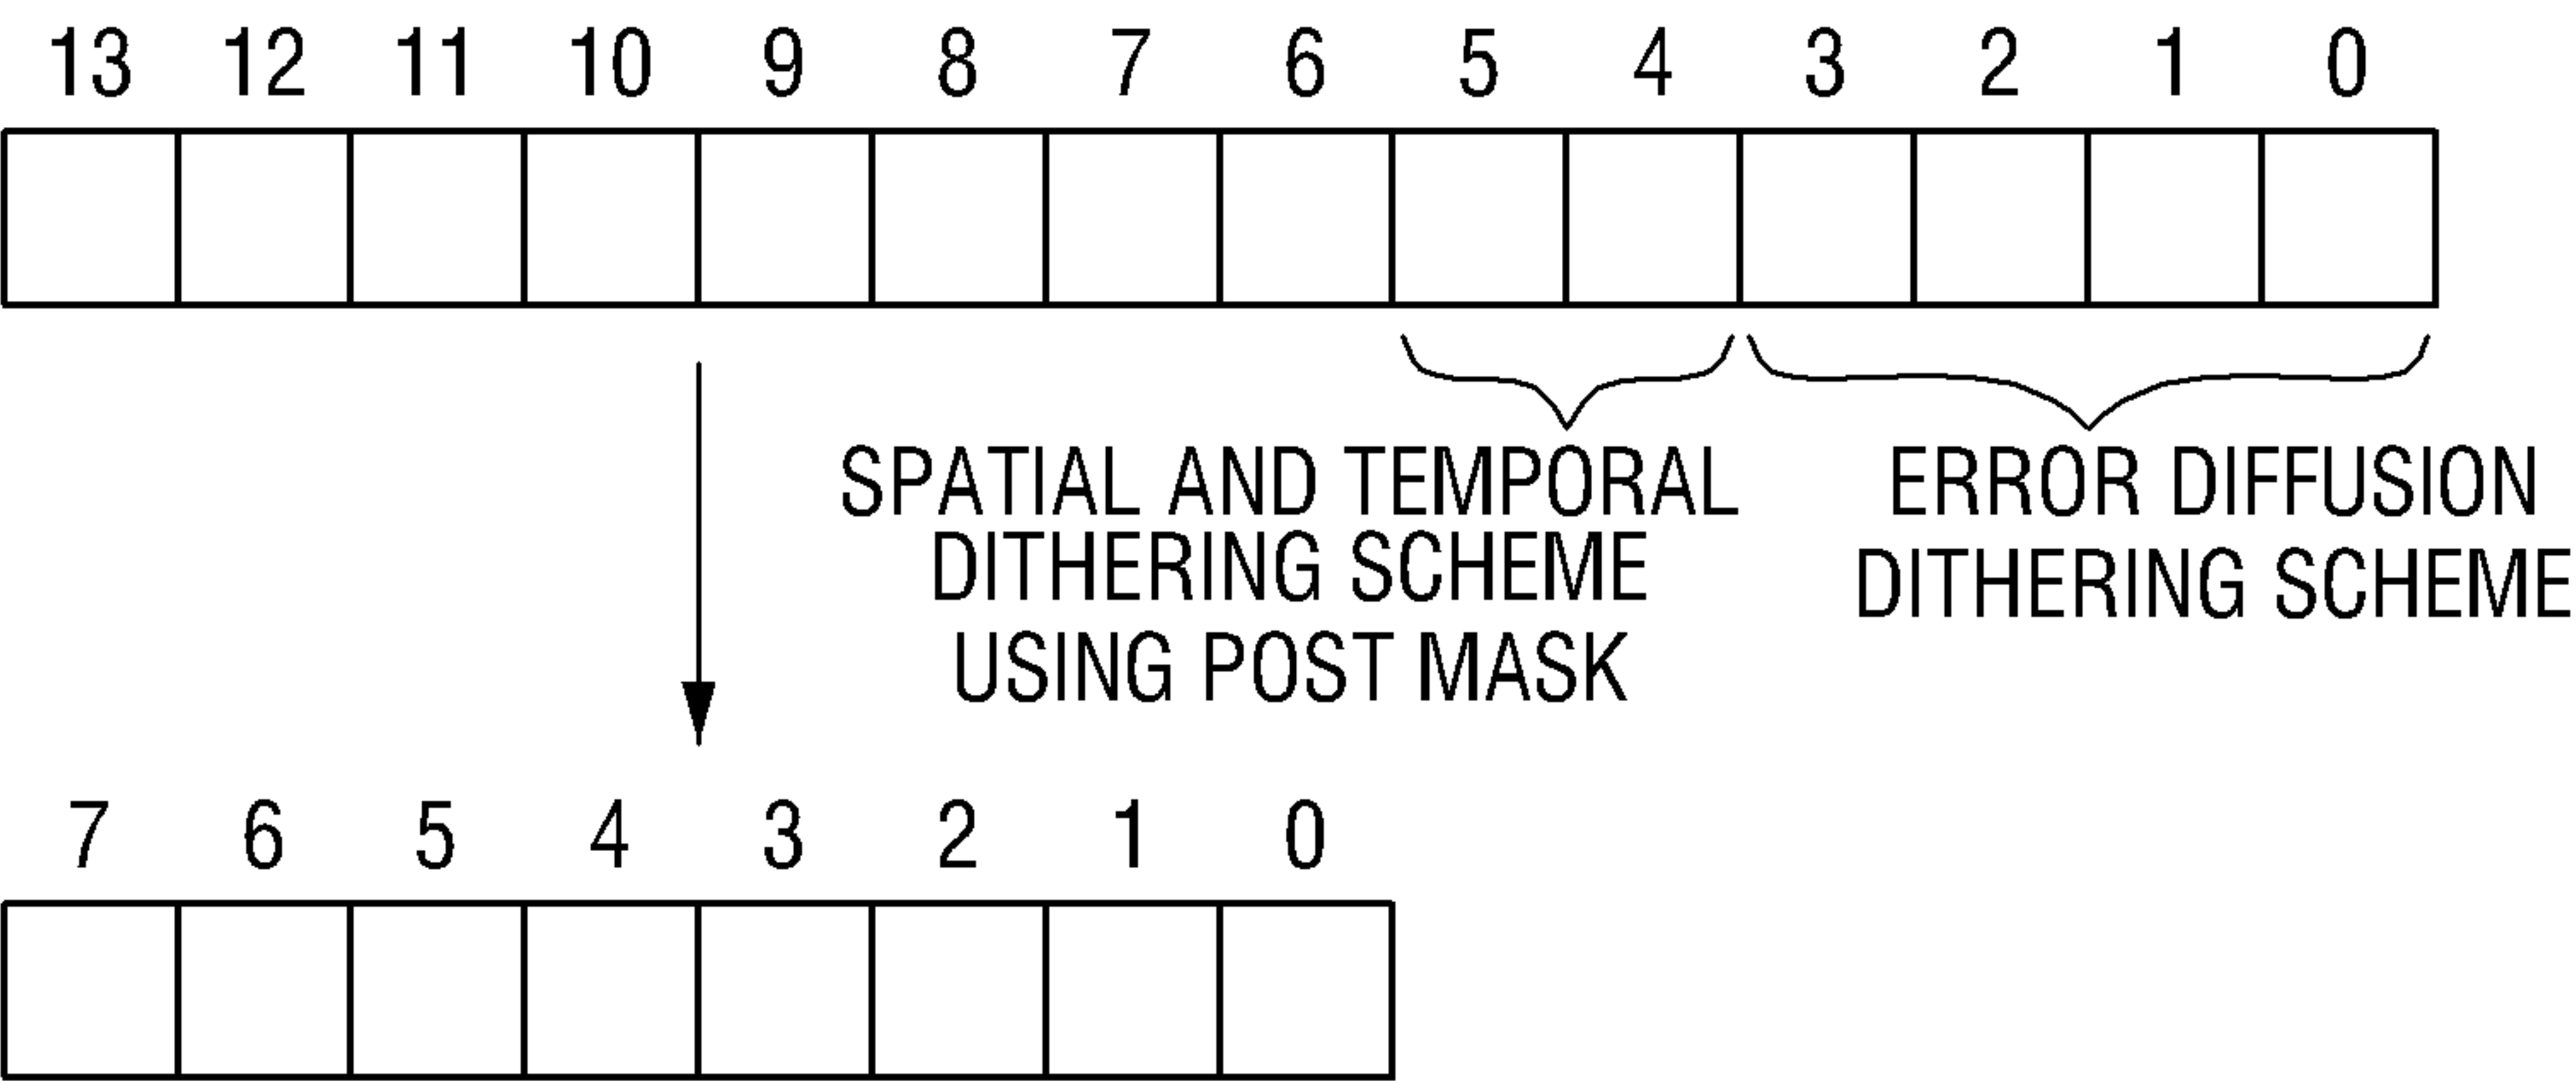 13 12 11 10 9 8 7 6 5 4 3 2 1 0
SPATIAL AND TEMPORAL
DITHERING SCHEME
USING POST MASK
ERROR DIFFUSION
DITHERING SCHEME
7 6 5 4 3 2 1 0